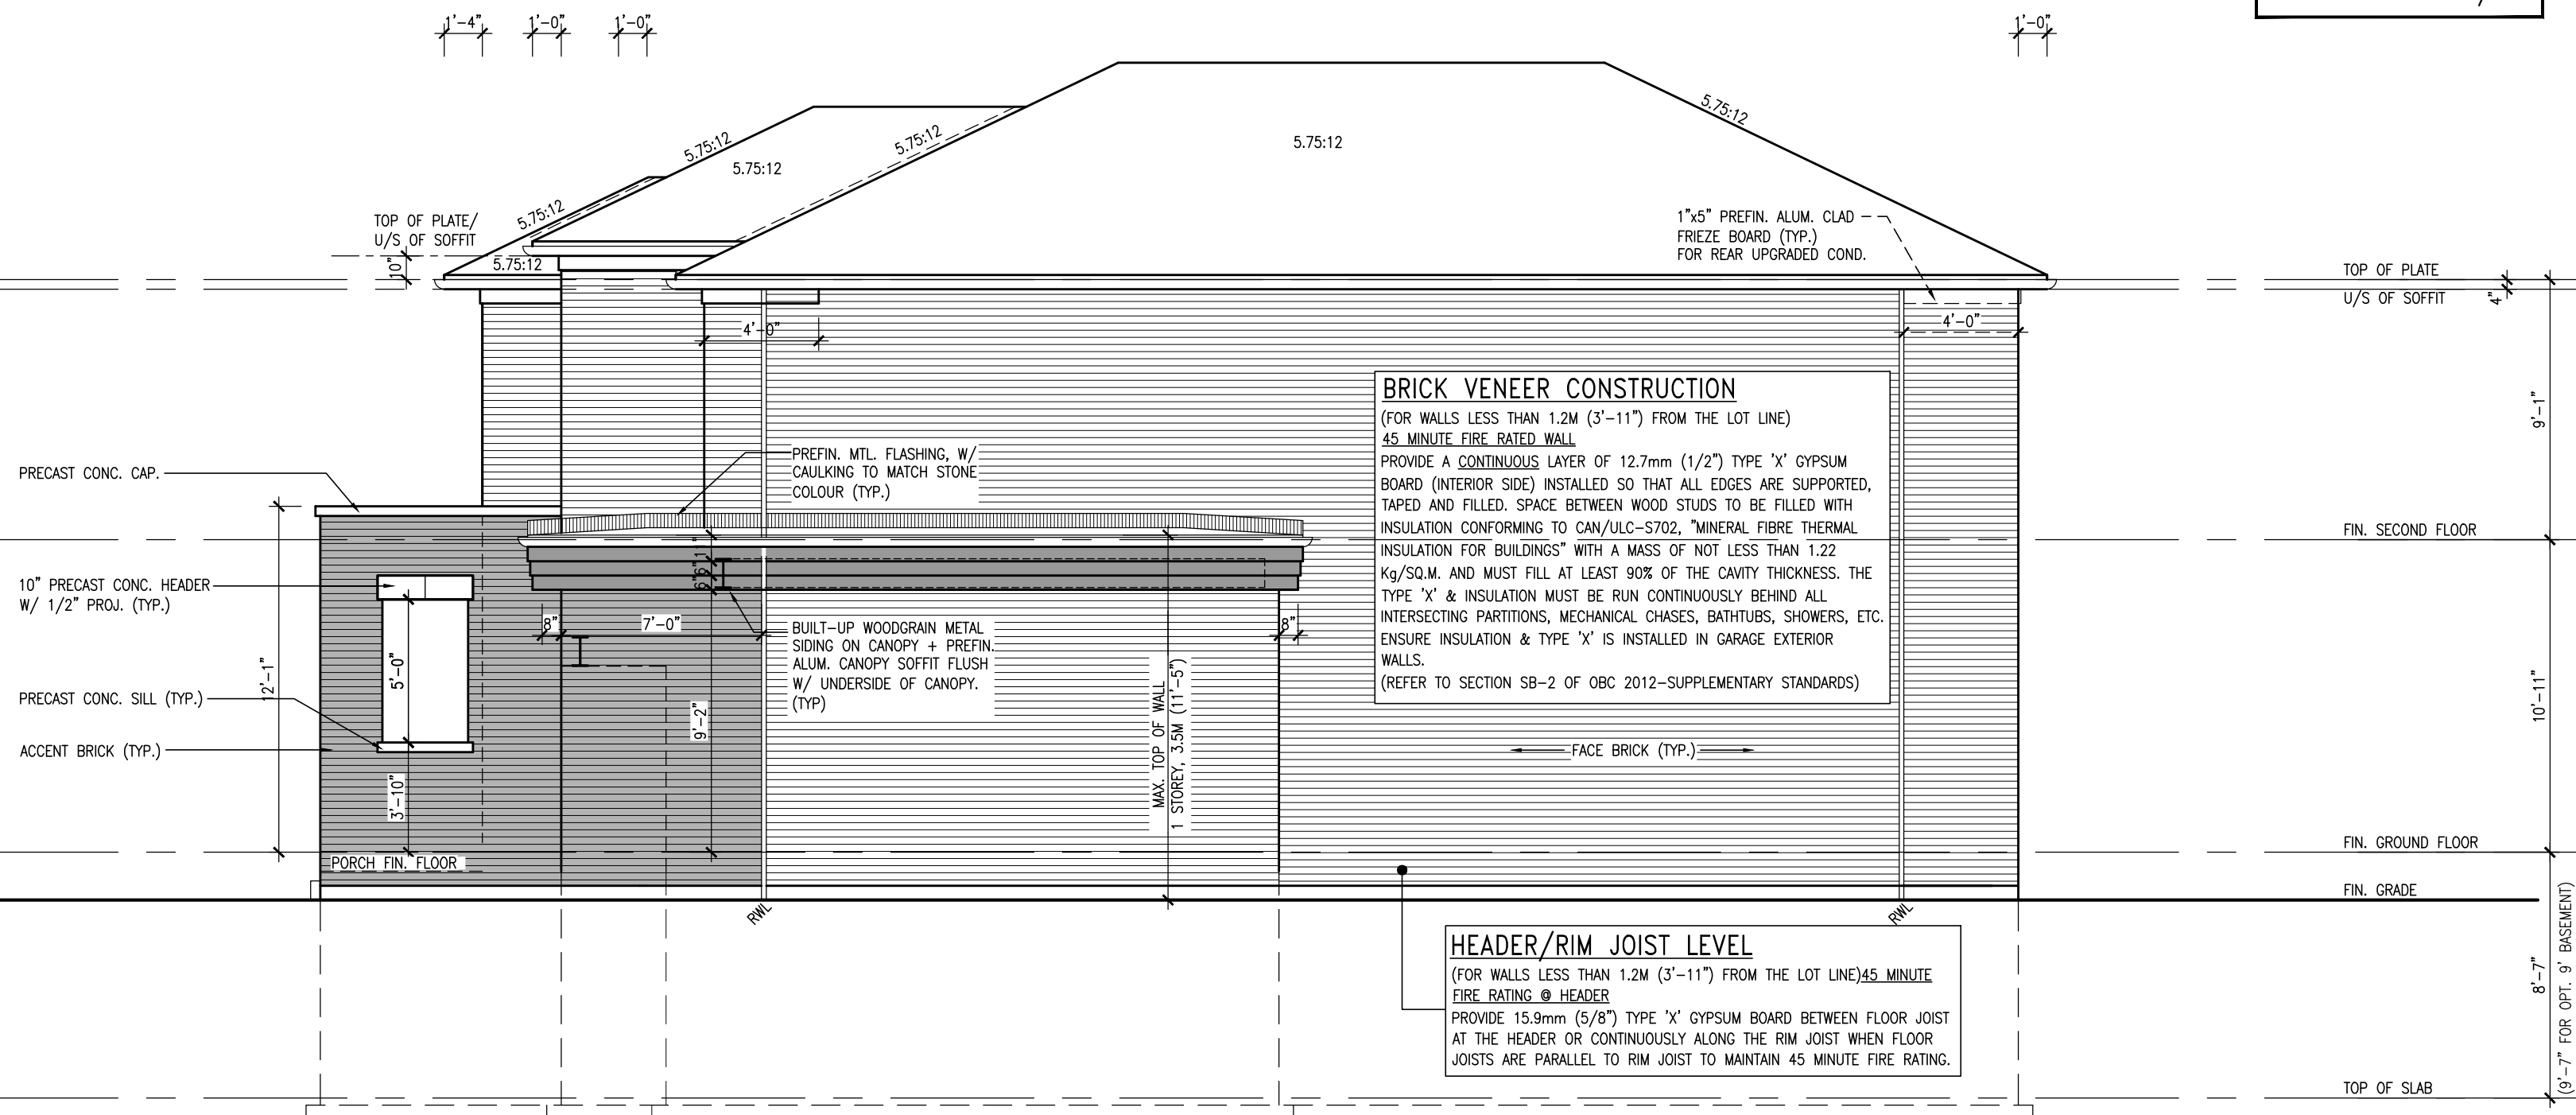 1'-4"
1'-0"
1'-0"
1'-0"
5.75:12
5.75:12
5.75:12
5.75:12
5.75:12
5.75:12
5.75:12
TOP OF PLATE/
U/S OF SOFFIT
10"
1"x5" PREFIN. ALUM. CLAD
FRIEZE BOARD (TYP.)
FOR REAR UPGRADED COND.
TOP OF PLATE
U/S OF SOFFIT
4"
4'-0"
4'-0"
9'-1"
BRICK VENEER CONSTRUCTION
(FOR WALLS LESS THAN 1.2M (3'-11") FROM THE LOT LINE)
45 MINUTE FIRE RATED WALL
PROVIDE A CONTINUOUS LAYER OF 12.7mm (1/2") TYPE 'X' GYPSUM
BOARD (INTERIOR SIDE) INSTALLED SO THAT ALL EDGES ARE SUPPORTED,
TAPED AND FILLED. SPACE BETWEEN WOOD STUDS TO BE FILLED WITH
INSULATION CONFORMING TO CAN/ULC-S702, "MINERAL FIBRE THERMAL
INSULATION FOR BUILDINGS" WITH A MASS OF NOT LESS THAN 1.22
Kg/SQ.M. AND MUST FILL AT LEAST 90% OF THE CAVITY THICKNESS. THE
TYPE 'X' & INSULATION MUST BE RUN CONTINUOUSLY BEHIND ALL
INTERSECTING PARTITIONS, MECHANICAL CHASES, BATHTUBS, SHOWERS, ETC.
ENSURE INSULATION & TYPE 'X' IS INSTALLED IN GARAGE EXTERIOR
WALLS.
(REFER TO SECTION SB-2 OF OBC 2012-SUPPLEMENTARY STANDARDS)
PREFIN. MTL. FLASHING, W/
CAULKING TO MATCH STONE
COLOUR (TYP.)
PRECAST CONC. CAP.
FIN. SECOND FLOOR
10" PRECAST CONC. HEADER
W/ 1/2" PROJ. (TYP.)
6"
6"
8"
7'-0"
8"
BUILT-UP WOODGRAIN METAL
SIDING ON CANOPY + PREFIN.
ALUM. CANOPY SOFFIT FLUSH
W/ UNDERSIDE OF CANOPY.
(TYP)
12'-1"
5'-0"
9'-2"
MAX. TOP OF WALL
1 STOREY, 3.5M (11'-5")
10'-11"
PRECAST CONC. SILL (TYP.)
ACCENT BRICK (TYP.)
FACE BRICK (TYP.)
3'-10"
PORCH FIN. FLOOR
FIN. GROUND FLOOR
FIN. GRADE
RWL
RWL
HEADER/RIM JOIST LEVEL
(FOR WALLS LESS THAN 1.2M (3'-11") FROM THE LOT LINE)45 MINUTE
FIRE RATING @ HEADER
PROVIDE 15.9mm (5/8") TYPE 'X' GYPSUM BOARD BETWEEN FLOOR JOIST
AT THE HEADER OR CONTINUOUSLY ALONG THE RIM JOIST WHEN FLOOR
JOISTS ARE PARALLEL TO RIM JOIST TO MAINTAIN 45 MINUTE FIRE RATING.
8'-7"
(9'-7" FOR OPT. 9' BASEMENT)
TOP OF SLAB